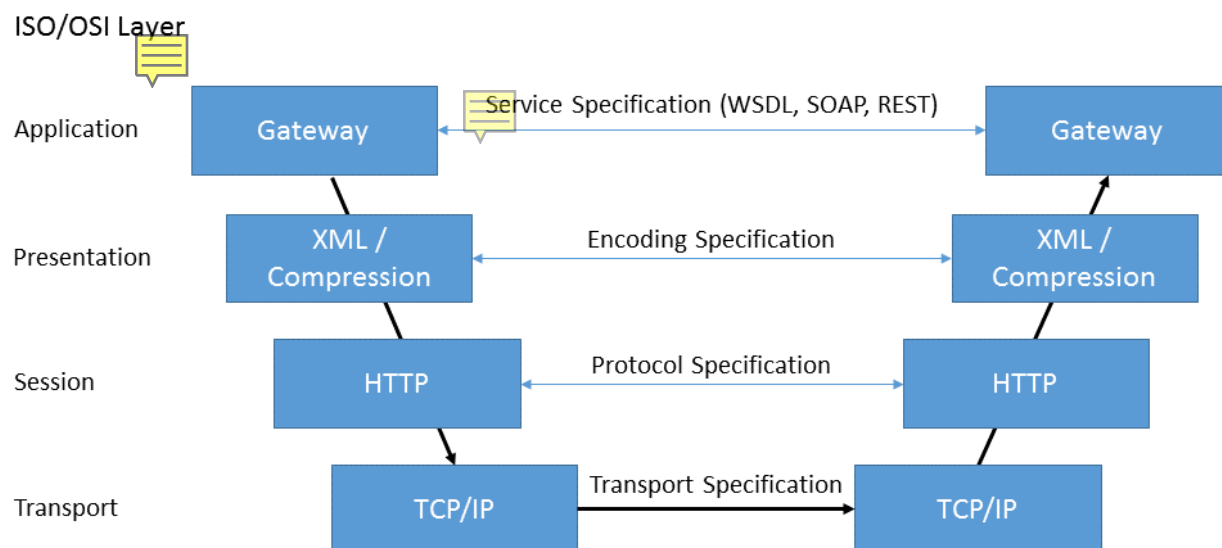 ISO/OSI Layer
Application
Gateway
Service Specification (WSDL, SOAP, REST)
Gateway
Presentation
XML /
Compression
Encoding Specification
XML /
Compression
Session
HTTP
Protocol Specification
HTTP
Transport
TCP/IP
Transport Specification
TCP/IP